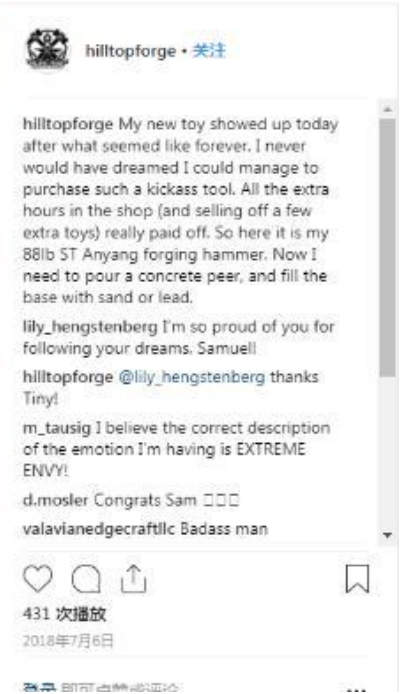 hilltopforge • 关注
hilltopforge My new toy showed up today
after what seemed like forever. I never
would have dreamed I could manage to
purchase such a kickass tool. All the extra
hours in the shop (and selling off a few
extra toys) really paid off. So here it is my
88lb ST Anyang forging hammer. Now I
need to pour a concrete peer, and fill the
base with sand or lead.
lily_hengstenberg I'm so proud of you for
following your dreams, Samuel!
hilltopforge @lily_hengstenberg thanks
Tiny!
m_tausig I believe the correct description
of the emotion I'm having is EXTREME
ENVY!
d.mosler Congrats Sam □□□
valavianedgecraftllc Badass man
431 次播放
2018年7月6日
登录 即可点赞或评论